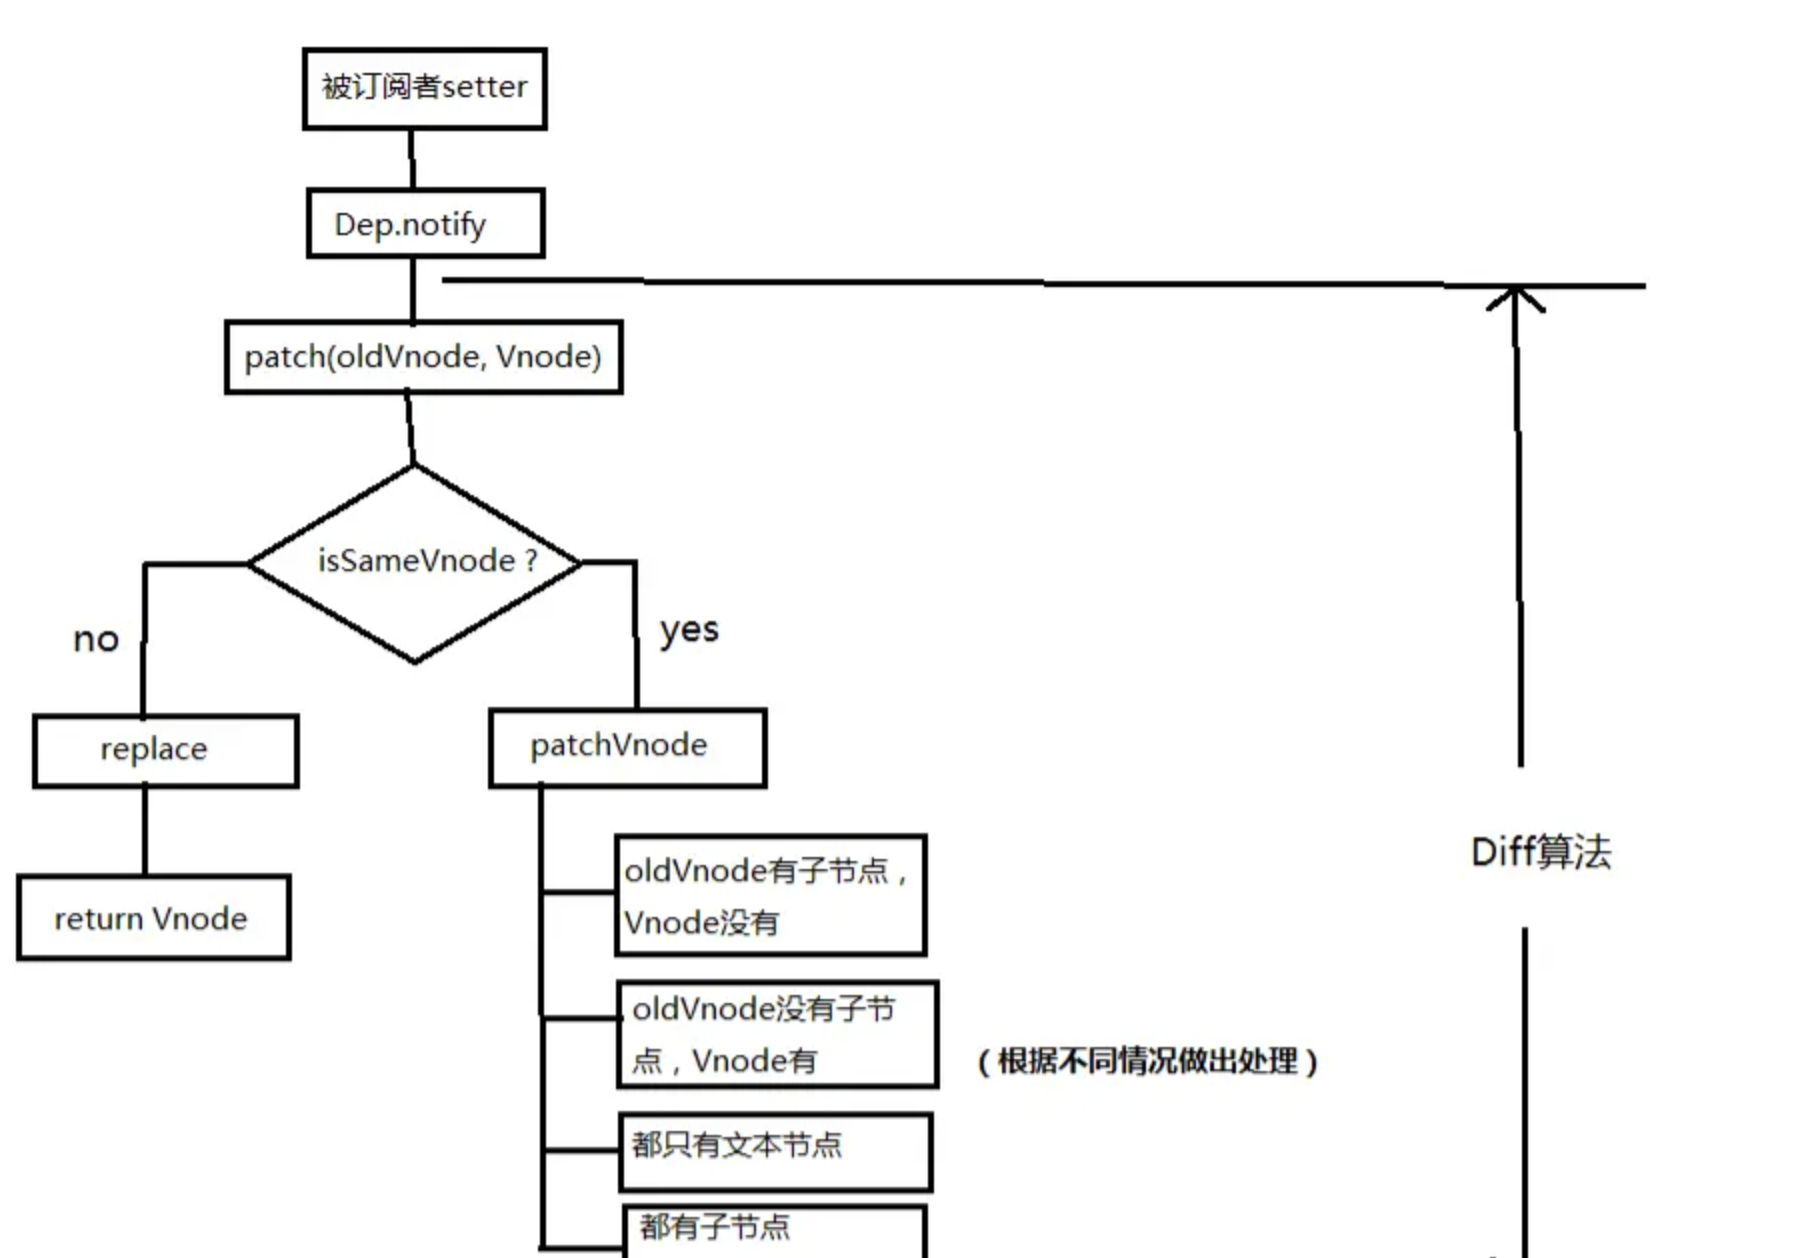 被订阅者setter
Dep.notify
patch(oldVnode, Vnode)
isSameVnode ?
no
yes
replace
patchVnode
return Vnode
oldVnode有子节点，
Vnode没有
oldVnode没有子节
点，Vnode有
（根据不同情况做出处理）
都只有文本节点
都有子节点
Diff算法